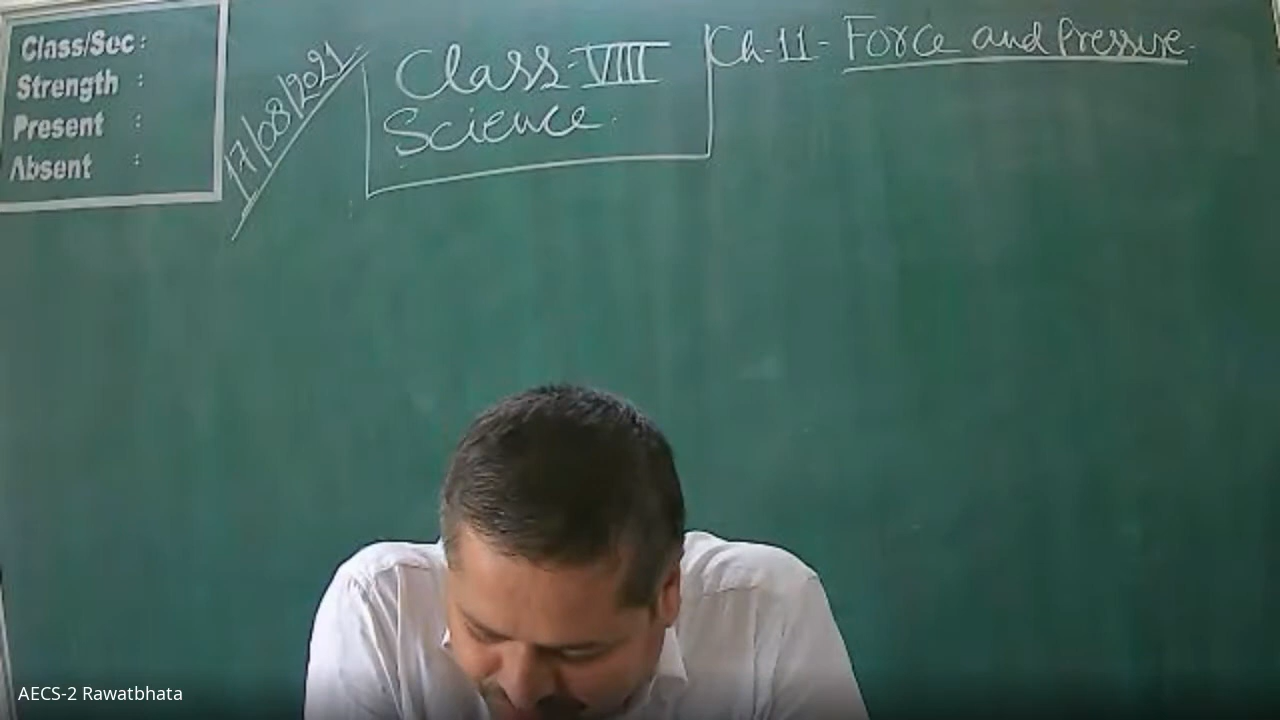 Class/Sec :
Strength :
Present :
Absent :
17/08/2021
Class-VIII
Science
Ch-11- Force and Pressure.
AECS-2 Rawatbhata